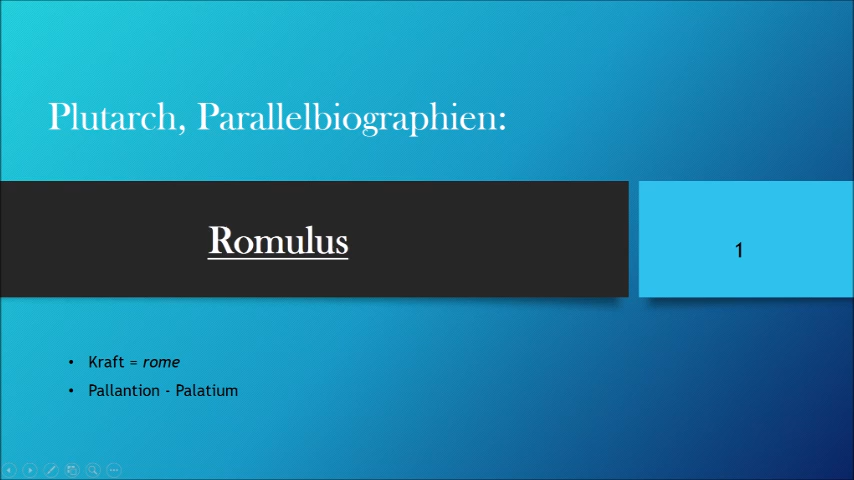 Plutarch, Parallelbiographien:
Romulus
1
• Kraft = rome
• Pallantion - Palatium